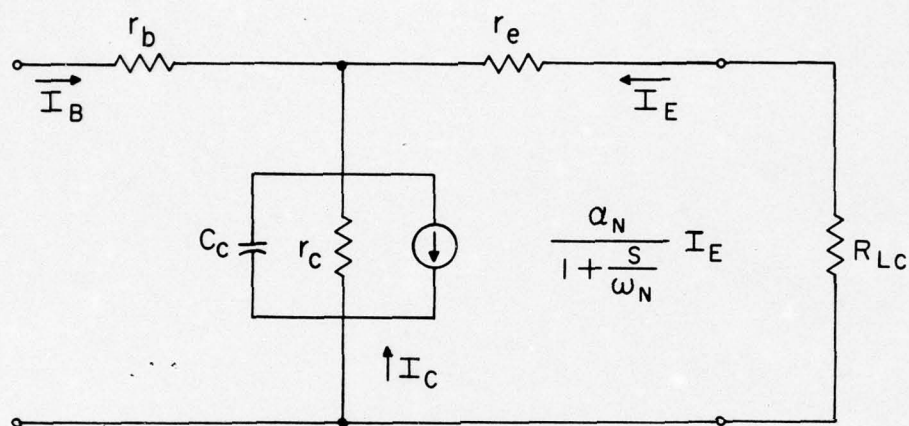 r_b
r_e
I_B
I_E
C_C
r_c
α_N
1 + s/ω_N
I_E
R_LC
I_C